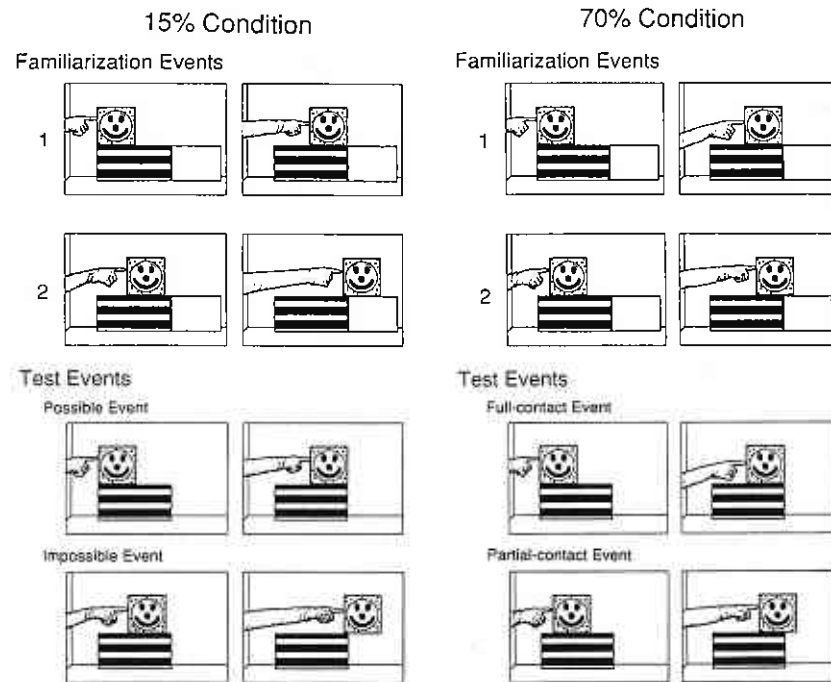 15% Condition
Familiarization Events
1
2
Test Events
Possible Event
Impossible Event
70% Condition
Familiarization Events
1
2
Test Events
Full-contact Event
Partial-contact Event